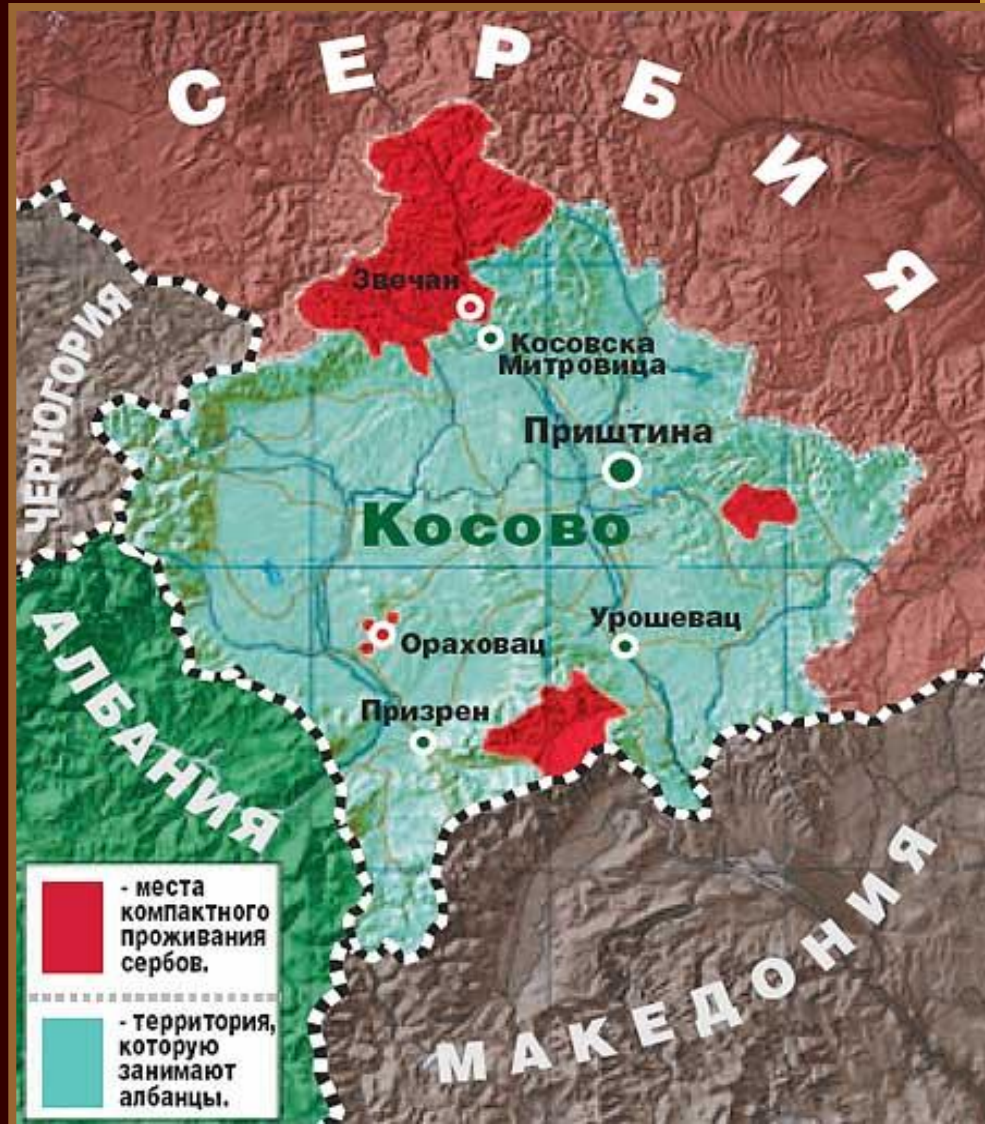 СЕРБИЯ
Звечан
Косовска
Митровица
ЧЕРНОГОРИЯ
Приштина
Косово
АЛБАНИЯ
Урошевац
Ораховац
Призрен
МАКЕДОНИЯ
- места
компактного
проживания
сербов.
- территория,
которую
занимают
албанцы.